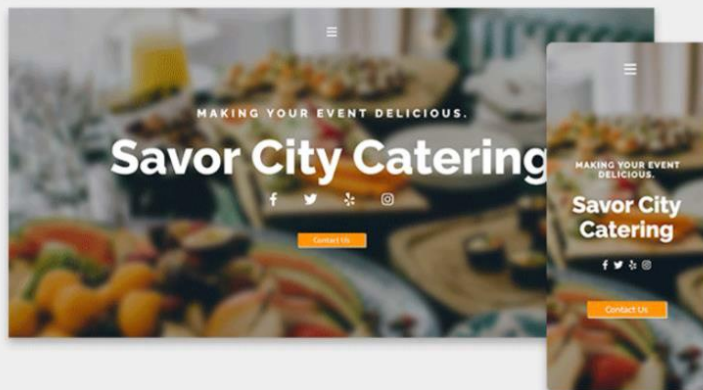 MAKING YOUR EVENT DELICIOUS.
Savor City Catering
Contact Us
MAKING YOUR EVENT
DELICIOUS.
Savor City
Catering
Contact Us